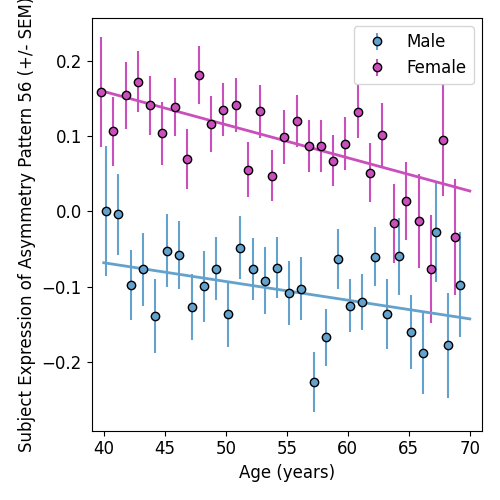 Subject Expression of Asymmetry Pattern 56 (+/- SEM)
0.2
0.1
0.0
−0.1
−0.2
Male
Female
40 45 50 55 60 65 70
Age (years)